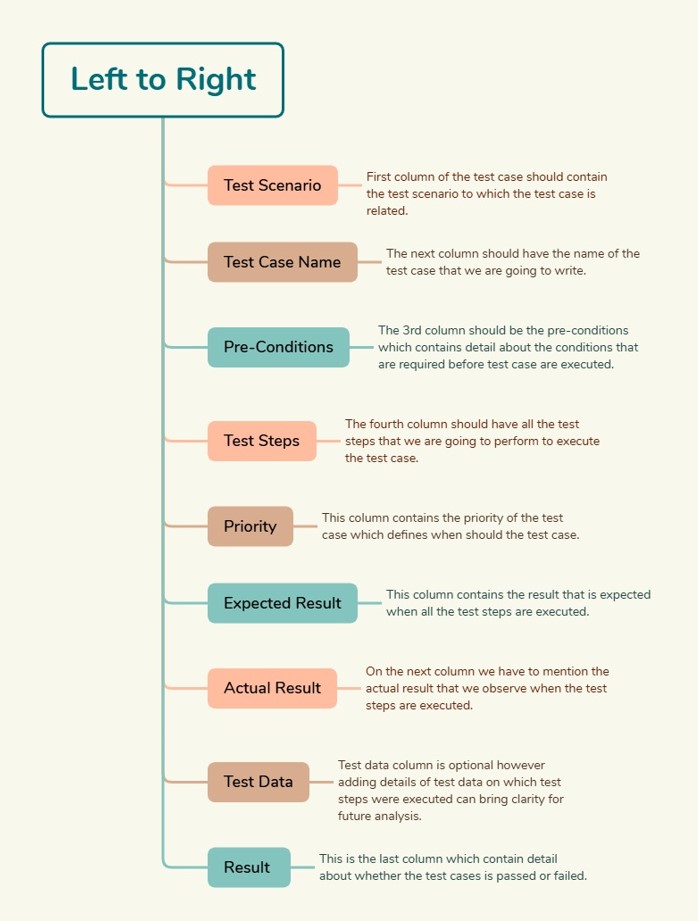 Left to Right
Test Scenario
First column of the test case should contain
the test scenario to which the test case is
related.
Test Case Name
The next column should have the name of the
test case that we are going to write.
Pre-Conditions
The 3rd column should be the pre-conditions
which contains detail about the conditions that
are required before test case are executed.
Test Steps
The fourth column should have all the test
steps that we are going to perform to execute
the test case.
Priority
This column contains the priority of the test
case which defines when should the test case.
Expected Result
This column contains the result that is expected
when all the test steps are executed.
Actual Result
On the next column we have to mention the
actual result that we observe when the test
steps are executed.
Test Data
Test data column is optional however
adding details of test data on which test
steps were executed can bring clarity for
future analysis.
Result
This is the last column which contain detail
about whether the test cases is passed or failed.